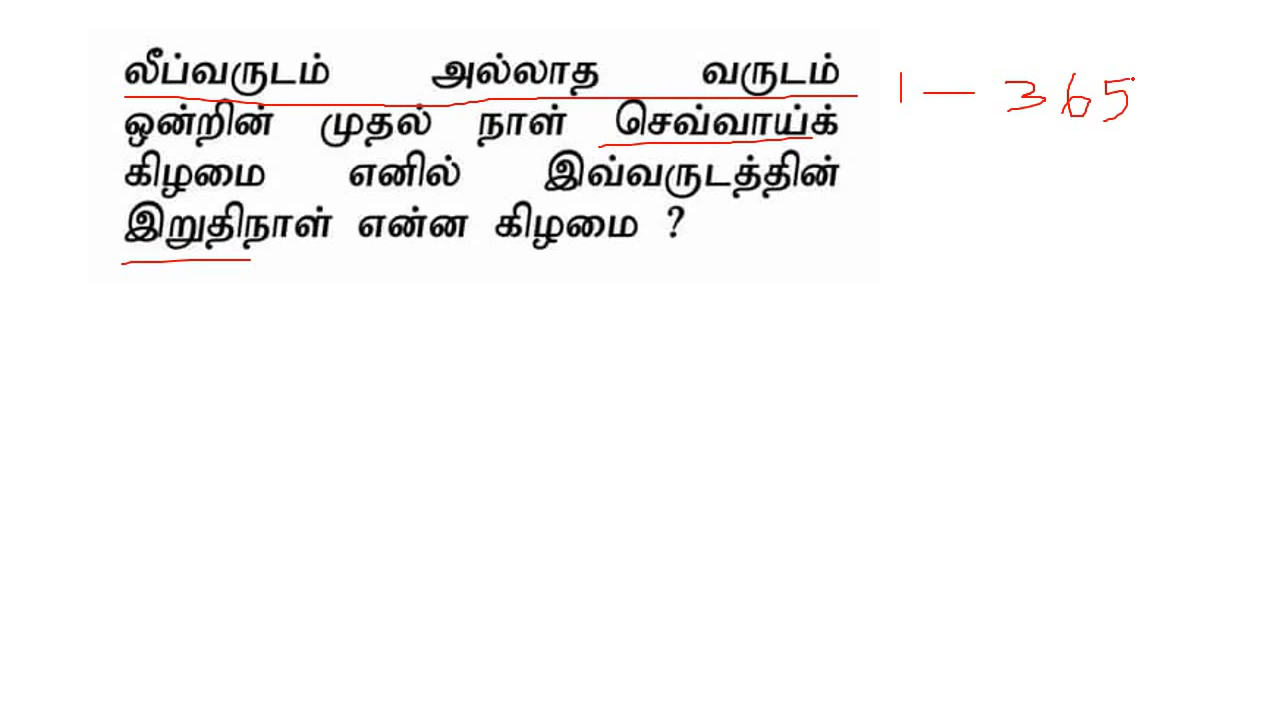 லீப்வருடம் அல்லாத வருடம் 1 — 365
ஒன்றின் முதல் நாள் செவ்வாய்க்
கிழமை எனில் இவ்வருடத்தின்
இறுதிநாள் என்ன கிழமை ?